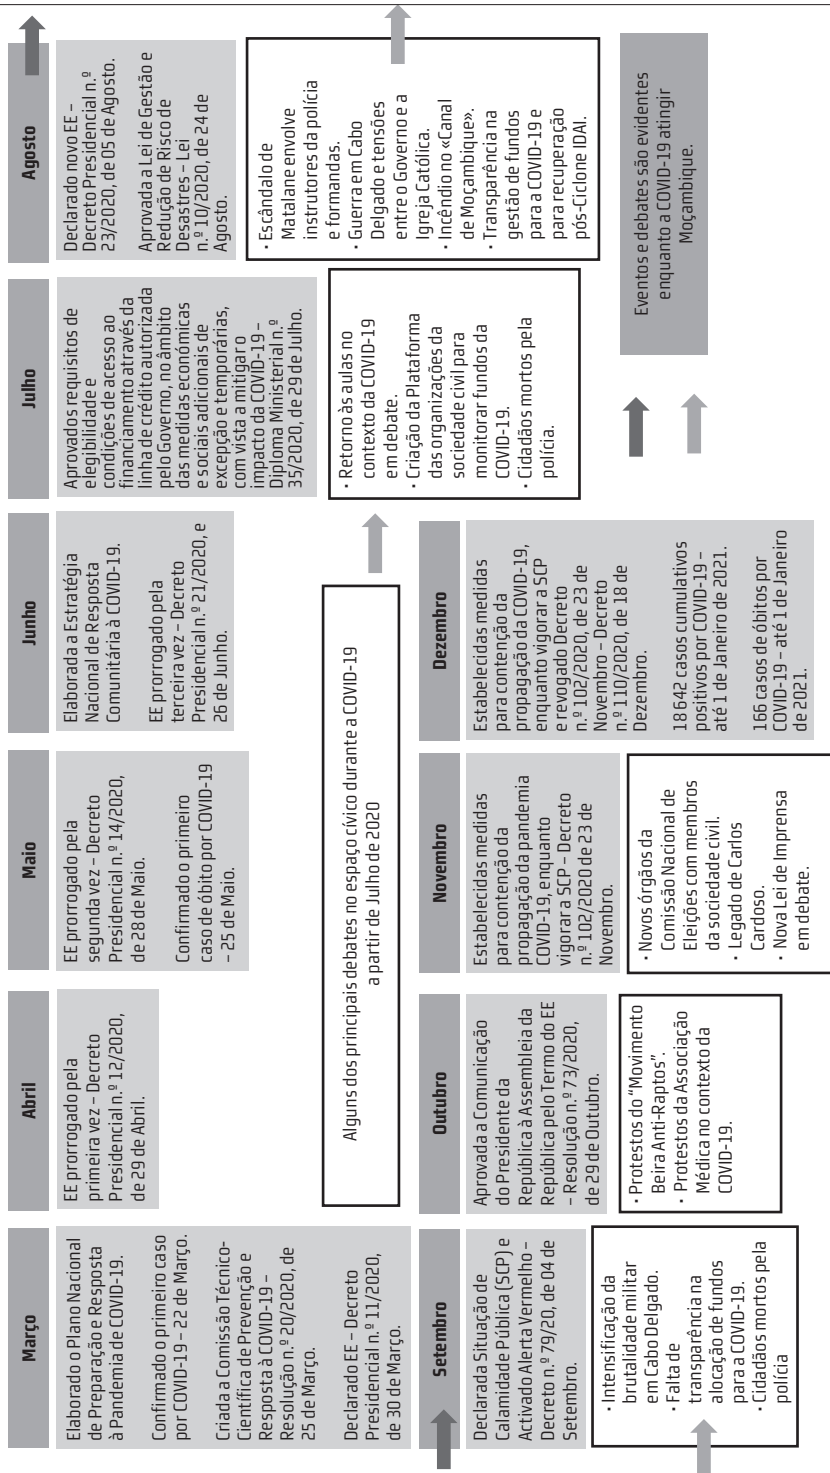 Março
Elaborado o Plano Nacional
de Preparação e Resposta
à Pandemia de COVID-19.
Confirmado o primeiro caso
por COVID-19 – 22 de Março.
Criada a Comissão Técnico-
Científica de Prevenção e
Resposta à COVID-19 –
Resolução n.º 20/2020, de
25 de Março.
Declarado EE – Decreto
Presidencial n.º 11/2020,
de 30 de Março.
Abril
EE prorrogado pela
primeira vez – Decreto
Presidencial n.º 12/2020,
de 29 de Abril.
Maio
EE prorrogado pela
segunda vez – Decreto
Presidencial n.º 14/2020,
de 28 de Maio.
Confirmado o primeiro
caso de óbito por COVID-19
– 25 de Maio.
Junho
Elaborada a Estratégia
Nacional de Resposta
Comunitária à COVID-19.
EE prorrogado pela
terceira vez – Decreto
Presidencial n.º 21/2020, e
26 de Junho.
Julho
Aprovados requisitos de
elegibilidade e
condições de acesso ao
financiamento através da
linha de crédito autorizada
pelo Governo, no âmbito
das medidas económicas
e sociais adicionais de
excepção e temporárias,
com vista a mitigar o
impacto da COVID-19 –
Diploma Ministerial n.º
35/2020, de 29 de Julho.
Agosto
Declarado novo EE –
Decreto Presidencial n.º
23/2020, de 05 de Agosto.
Aprovada a Lei de Gestão e
Redução de Risco de
Desastres – Lei
n.º 10/2020, de 24 de
Agosto.
Alguns dos principais debates no espaço cívico durante a COVID-19
a partir de Julho de 2020
· Retorno às aulas no
contexto da COVID-19
em debate.
· Criação da Plataforma
das organizações da
sociedade civil para
monitorar fundos da
COVID-19.
· Cidadãos mortos pela
polícia.
· Escândalo de
Matalane envolve
instrutores da polícia
e formandas.
· Guerra em Cabo
Delgado e tensões
entre o Governo e a
Igreja Católica.
· Incêndio no «Canal
de Moçambique».
· Transparência na
gestão de fundos
para a COVID-19 e
para recuperação
pós-Ciclone IDAI.
Setembro
Declarada Situação de
Calamidade Pública (SCP) e
Activado Alerta Vermelho –
Decreto n.º 79/20, de 04 de
Setembro.
· Intensificação da
brutalidade militar
em Cabo Delgado.
· Falta de
transparência na
alocação de fundos
para a COVID-19.
· Cidadãos mortos pela
polícia
Outubro
Aprovada a Comunicação
do Presidente da
República à Assembleia da
República pelo Termo do EE
– Resolução n.º 73/2020,
de 29 de Outubro.
· Protestos do "Movimento
Beira Anti-Raptos".
· Protestos da Associação
Médica no contexto da
COVID-19.
Novembro
Estabelecidas medidas
para contenção da
propagação da pandemia
COVID-19, enquanto
vigorar a SCP – Decreto
n.º 102/2020 de 23 de
Novembro.
· Novos órgãos da
Comissão Nacional de
Eleições com membros
da sociedade civil.
· Legado de Carlos
Cardoso.
· Nova Lei de Imprensa
em debate.
Dezembro
Estabelecidas medidas
para contenção da
propagação da COVID-19,
enquanto vigorar a SCP
e revogado Decreto
n.º 102/2020, de 23 de
Novembro – Decreto
n.º 110/2020, de 18 de
Dezembro.
18 642 casos cumulativos
positivos por COVID-19 –
até 1 de Janeiro de 2021.
166 casos de óbitos por
COVID-19 – até 1 de Janeiro
de 2021.
Eventos e debates são evidentes
enquanto a COVID-19 atingir
Moçambique.